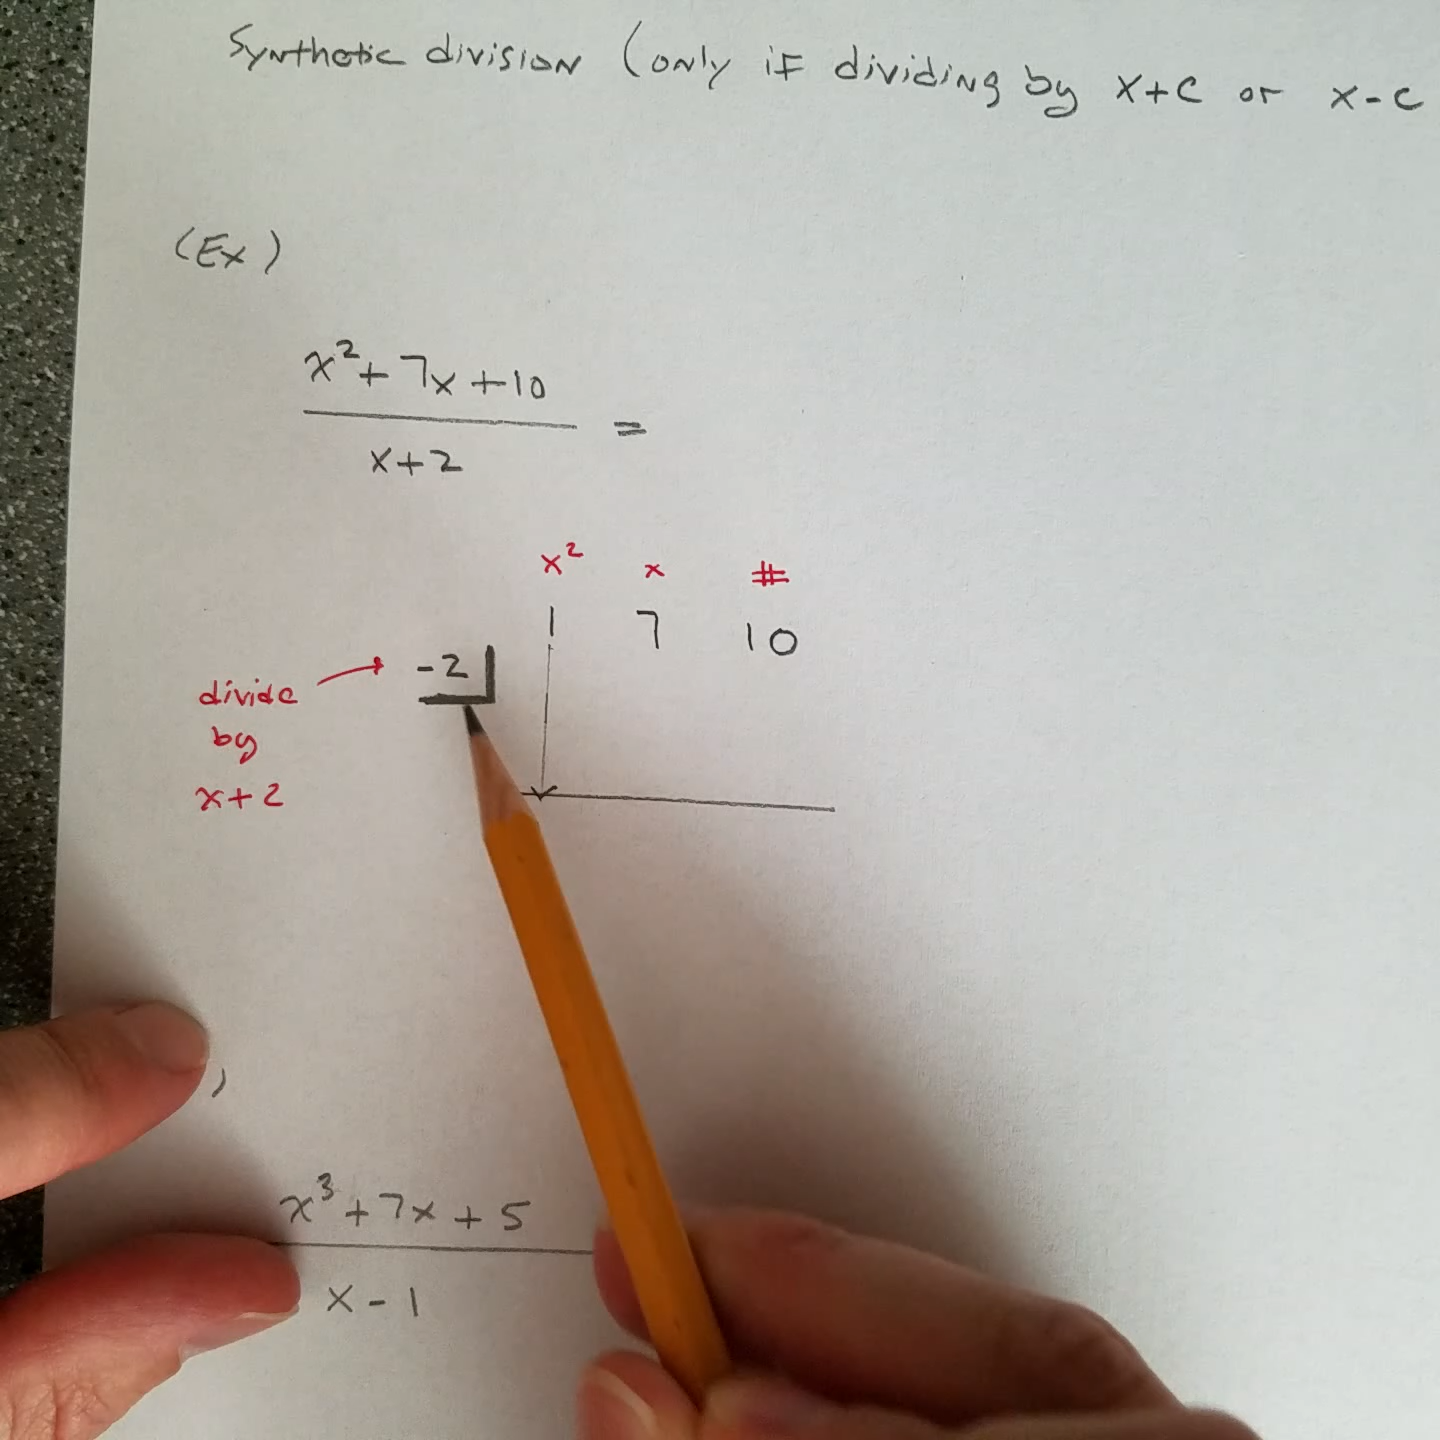 Synthetic division (only if dividing by x+c or x-c
(Ex)
x²+7x+10
x+2
=
x² x #
1 7 10
-2
divide
by
x+2
)
x³+7x+5
x-1